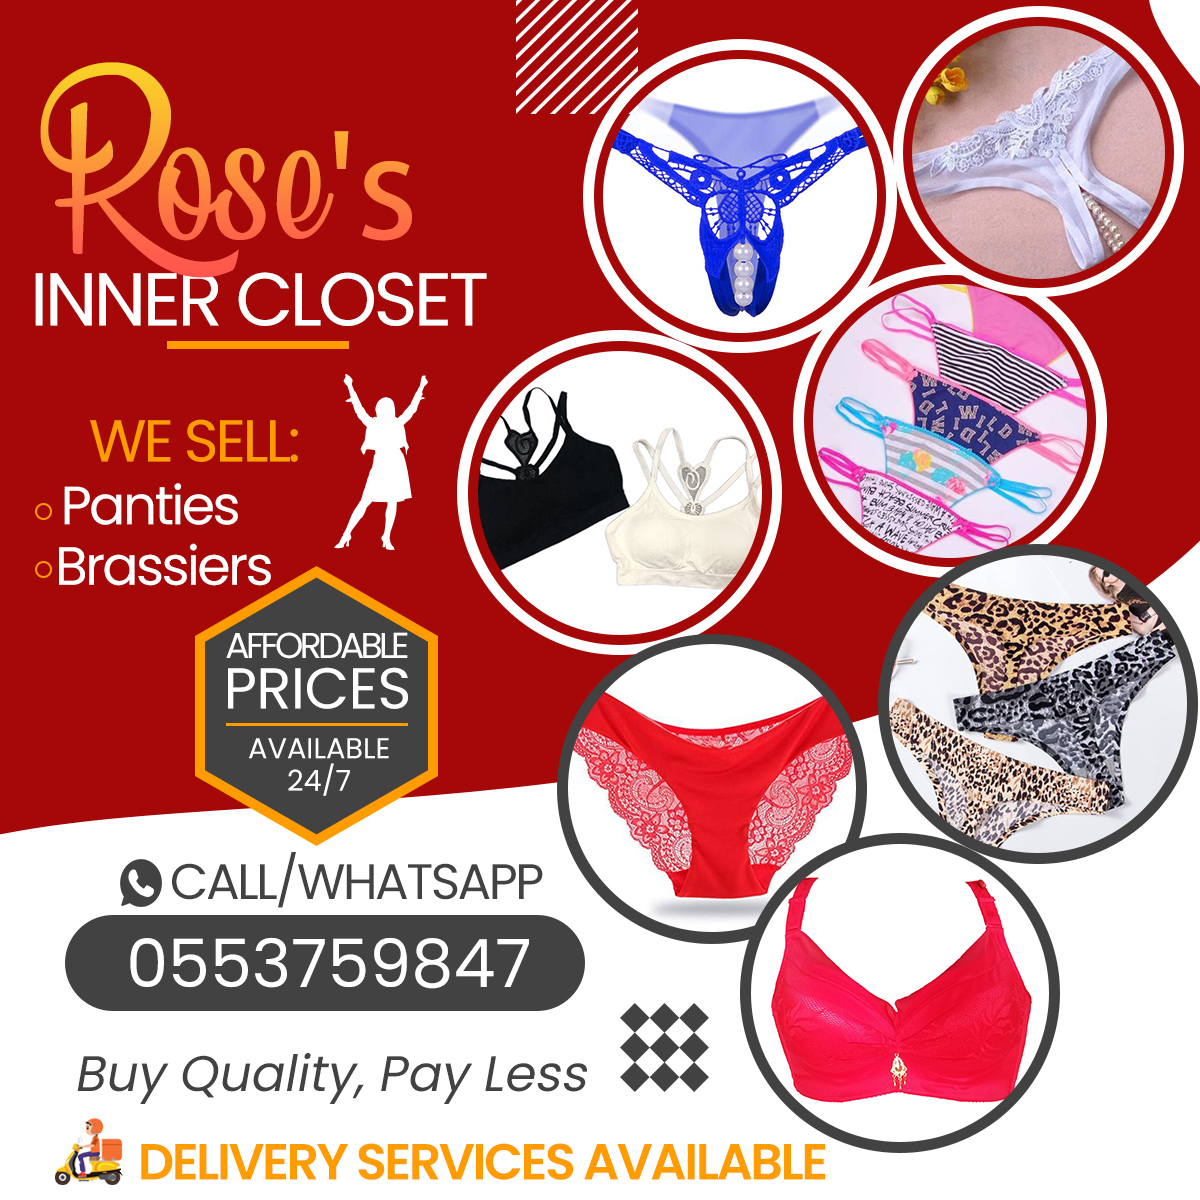 Rose's
INNER CLOSET
WE SELL:
Panties
Brassiers
AFFORDABLE
PRICES
AVAILABLE
24/7
CALL/WHATSAPP
0553759847
Buy Quality, Pay Less
DELIVERY SERVICES AVAILABLE
WILD